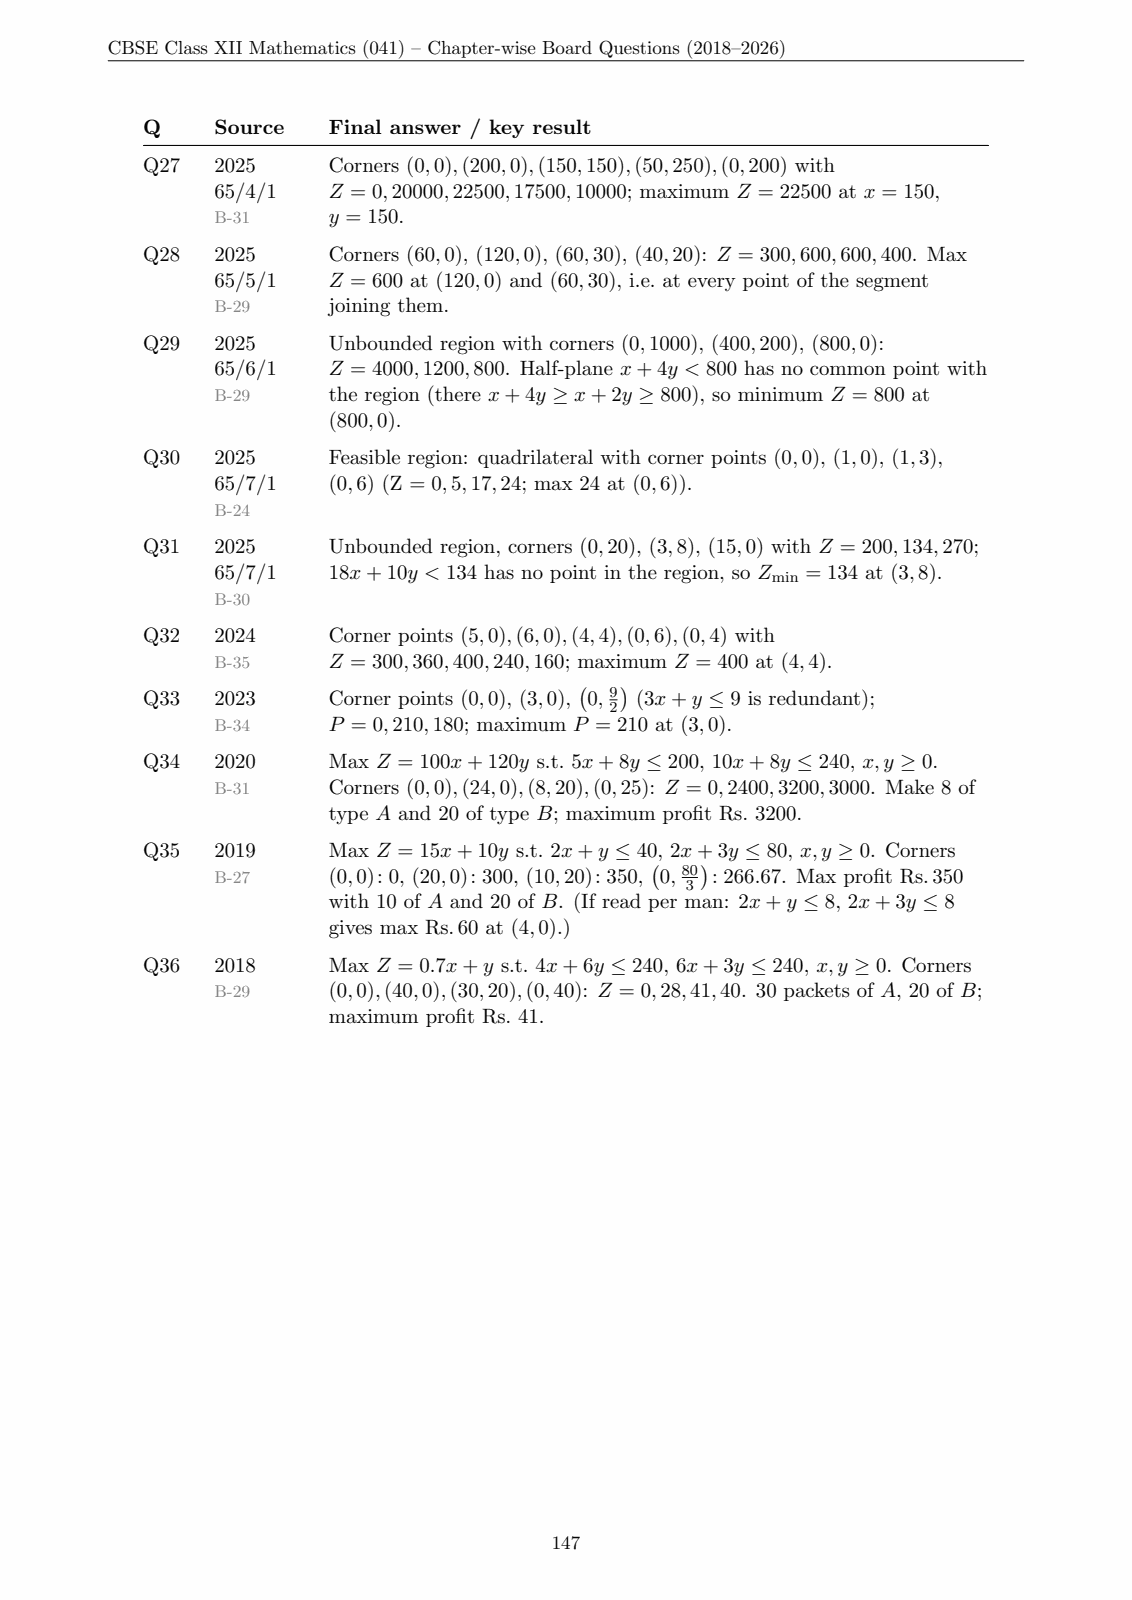 CBSE Class XII Mathematics (041) – Chapter-wise Board Questions (2018–2026)
Q Source Final answer / key result
Q27 2025 Corners (0, 0), (200, 0), (150, 150), (50, 250), (0, 200) with
65/4/1 Z = 0, 20000, 22500, 17500, 10000; maximum Z = 22500 at x = 150,
B-31 y = 150.
Q28 2025 Corners (60, 0), (120, 0), (60, 30), (40, 20): Z = 300, 600, 600, 400. Max
65/5/1 Z = 600 at (120, 0) and (60, 30), i.e. at every point of the segment
B-29 joining them.
Q29 2025 Unbounded region with corners (0, 1000), (400, 200), (800, 0):
65/6/1 Z = 4000, 1200, 800. Half-plane x + 4y < 800 has no common point with
B-29 the region (there x + 4y ≥ x + 2y ≥ 800), so minimum Z = 800 at
(800, 0).
Q30 2025 Feasible region: quadrilateral with corner points (0, 0), (1, 0), (1, 3),
65/7/1 (0, 6) (Z = 0, 5, 17, 24; max 24 at (0, 6)).
B-24
Q31 2025 Unbounded region, corners (0, 20), (3, 8), (15, 0) with Z = 200, 134, 270;
65/7/1 18x + 10y < 134 has no point in the region, so Zmin = 134 at (3, 8).
B-30
Q32 2024 Corner points (5, 0), (6, 0), (4, 4), (0, 6), (0, 4) with
B-35 Z = 300, 360, 400, 240, 160; maximum Z = 400 at (4, 4).
Q33 2023 Corner points (0, 0), (3, 0), (0, 9/2) (3x + y ≤ 9 is redundant);
B-34 P = 0, 210, 180; maximum P = 210 at (3, 0).
Q34 2020 Max Z = 100x + 120y s.t. 5x + 8y ≤ 200, 10x + 8y ≤ 240, x, y ≥ 0.
B-31 Corners (0, 0), (24, 0), (8, 20), (0, 25): Z = 0, 2400, 3200, 3000. Make 8 of
type A and 20 of type B; maximum profit Rs. 3200.
Q35 2019 Max Z = 15x + 10y s.t. 2x + y ≤ 40, 2x + 3y ≤ 80, x, y ≥ 0. Corners
B-27 (0, 0): 0, (20, 0): 300, (10, 20): 350, (0, 80/3): 266.67. Max profit Rs. 350
with 10 of A and 20 of B. (If read per man: 2x + y ≤ 8, 2x + 3y ≤ 8
gives max Rs. 60 at (4, 0).)
Q36 2018 Max Z = 0.7x + y s.t. 4x + 6y ≤ 240, 6x + 3y ≤ 240, x, y ≥ 0. Corners
B-29 (0, 0), (40, 0), (30, 20), (0, 40): Z = 0, 28, 41, 40. 30 packets of A, 20 of B;
maximum profit Rs. 41.
147